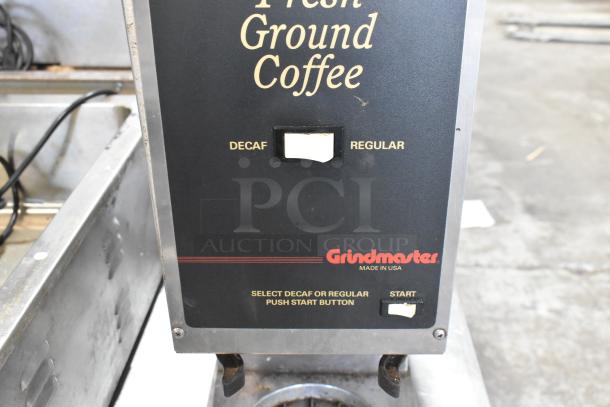 Fresh
Ground
Coffee
DECAF REGULAR
PCI
AUCTION GROUP
Grindmaster
MADE IN USA
SELECT DECAF OR REGULAR START
PUSH START BUTTON